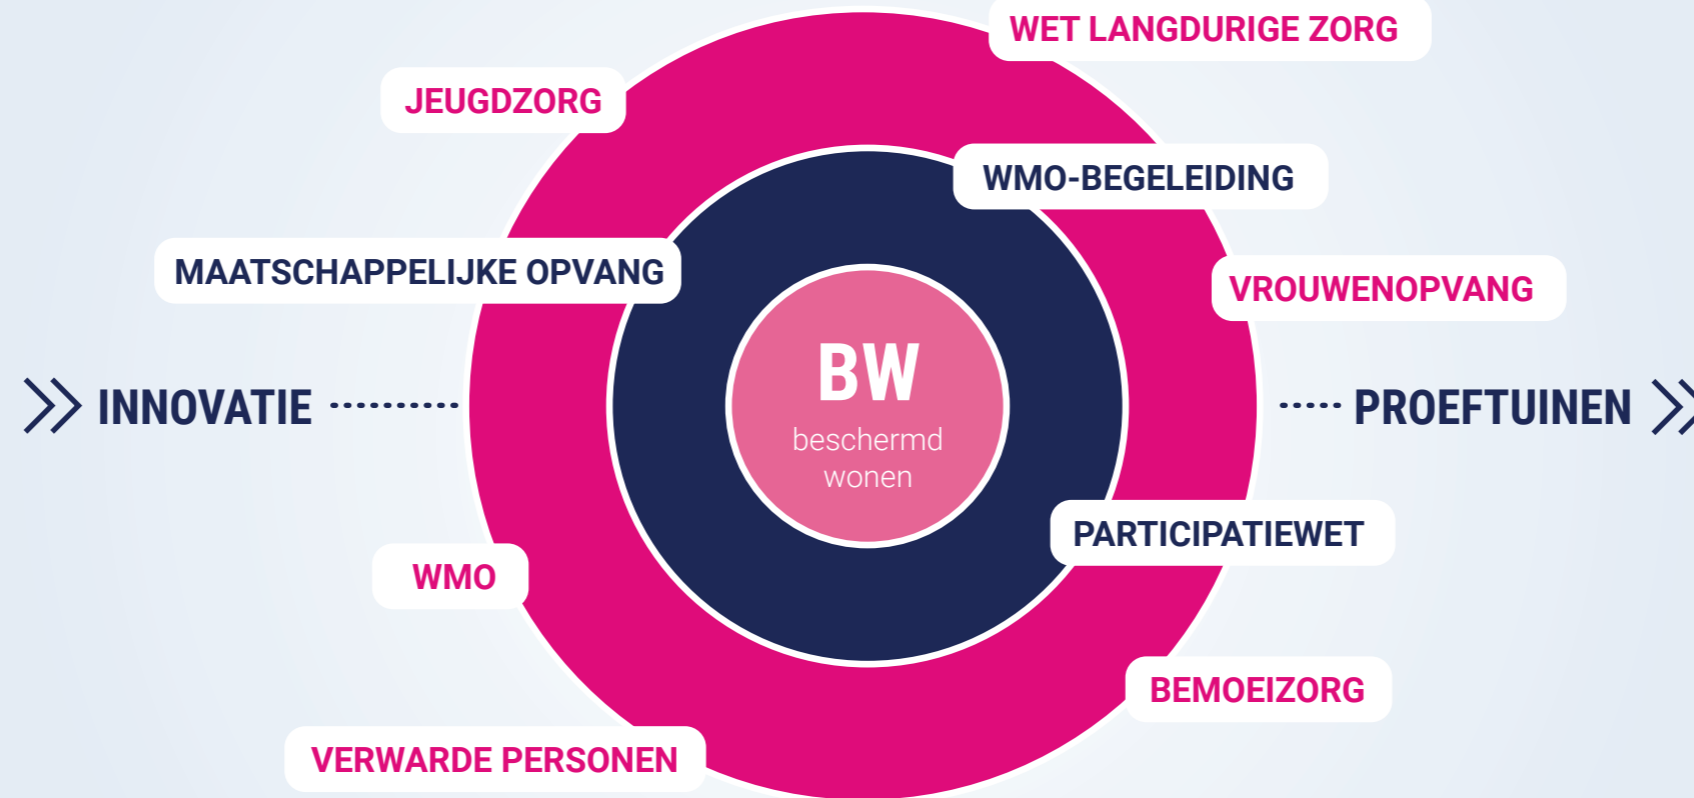 WET LANGDURIGE ZORG
JEUGDZORG
WMO-BEGELEIDING
MAATSCHAPPELIJKE OPVANG
VROUWENOPVANG
INNOVATIE
BW
beschermd
wonen
PROEFTUINEN
PARTICIPATIEWET
WMO
BEMOEIZORG
VERWARDE PERSONEN